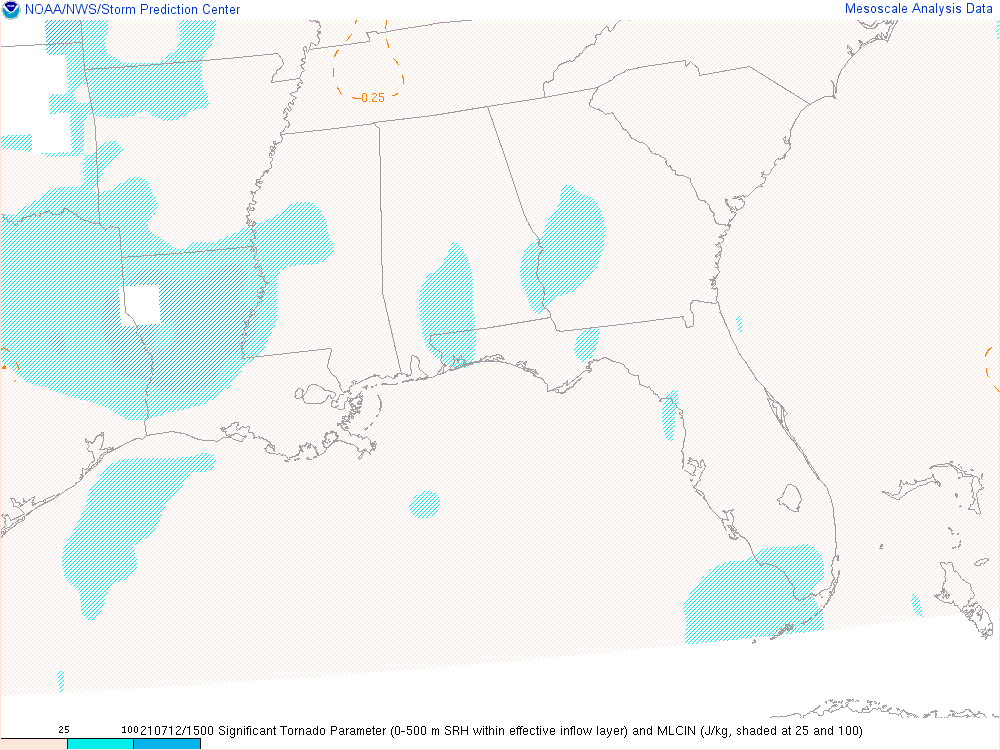 NOAA/NWS/Storm Prediction Center
Mesoscale Analysis Data
-0.25
25 100 210712/1500 Significant Tornado Parameter (0-500 m SRH within effective inflow layer) and MLCIN (J/kg, shaded at 25 and 100)